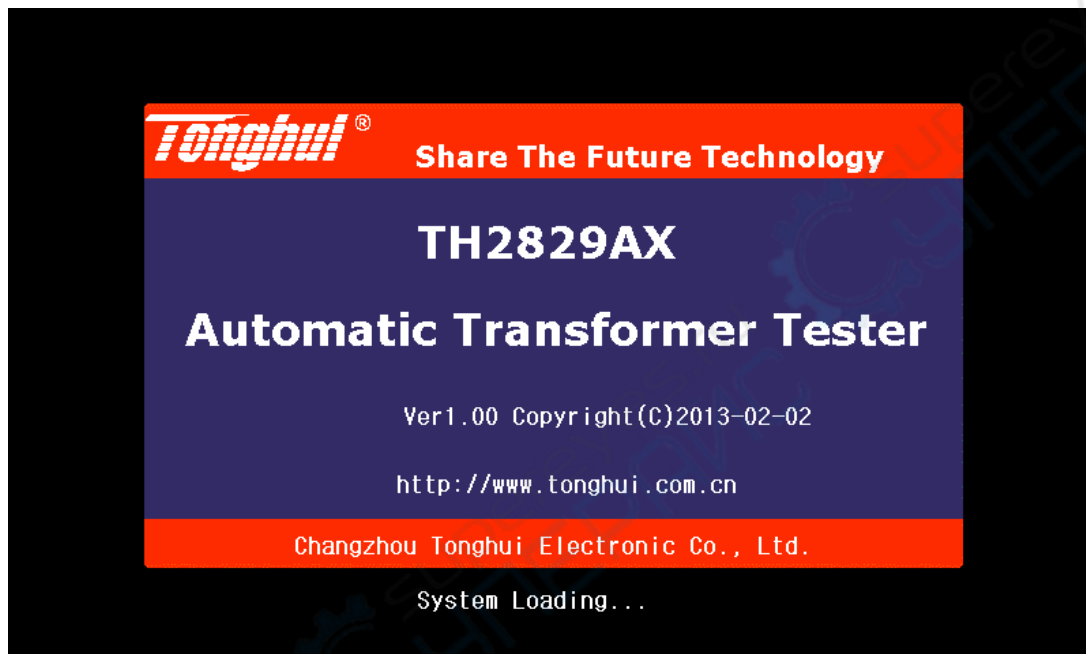 Tonghui®
Share The Future Technology
TH2829AX
Automatic Transformer Tester
Ver1.00 Copyright(C)2013-02-02
http://www.tonghui.com.cn
Changzhou Tonghui Electronic Co., Ltd.
System Loading...